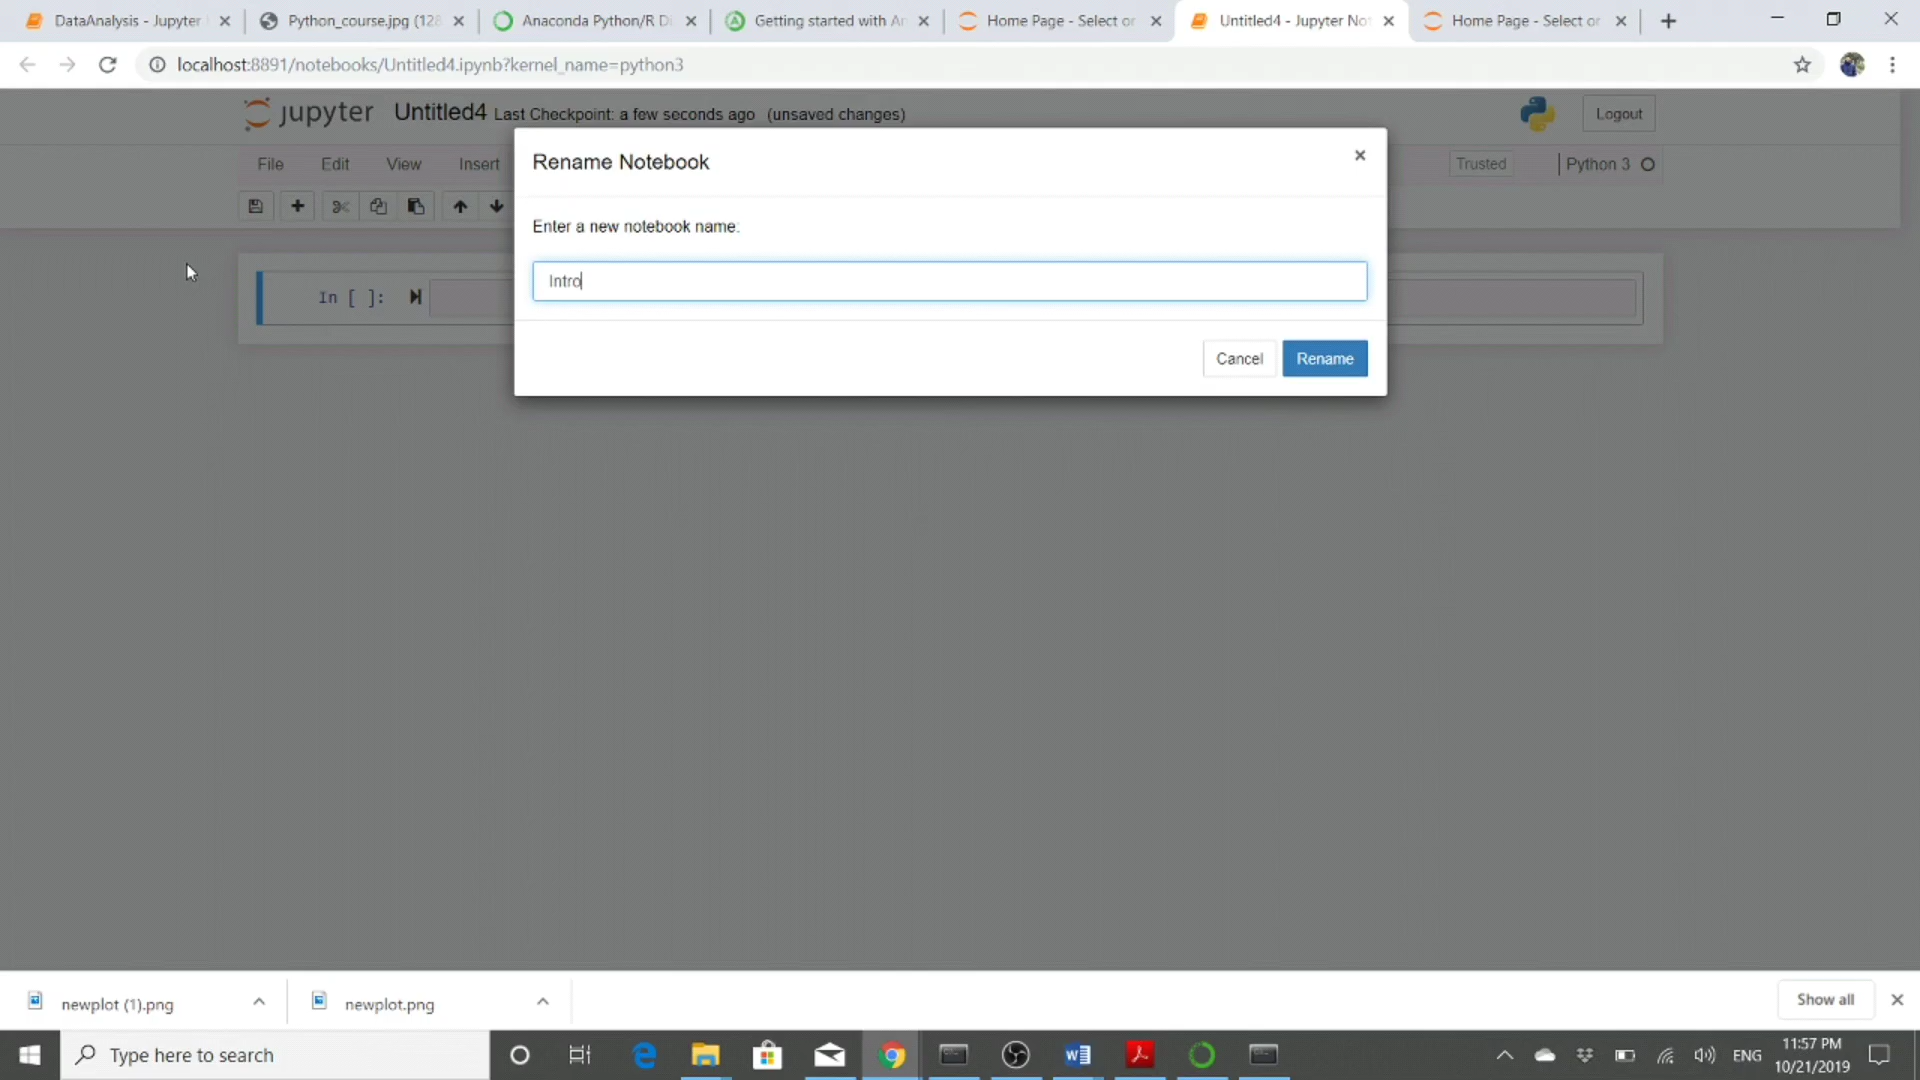 DataAnalysis - Jupyter
Python_course.jpg (128
Anaconda Python/R Di
Getting started with An
Home Page - Select or
Untitled4 - Jupyter No
Home Page - Select or
localhost:8891/notebooks/Untitled4.ipynb?kernel_name=python3
jupyter Untitled4 Last Checkpoint: a few seconds ago (unsaved changes)
Logout
File Edit View Insert
Trusted
Python 3
Rename Notebook
Enter a new notebook name:
Intro
Cancel Rename
In [ ]:
newplot (1).png
newplot.png
Show all
Type here to search
ENG
11:57 PM
10/21/2019